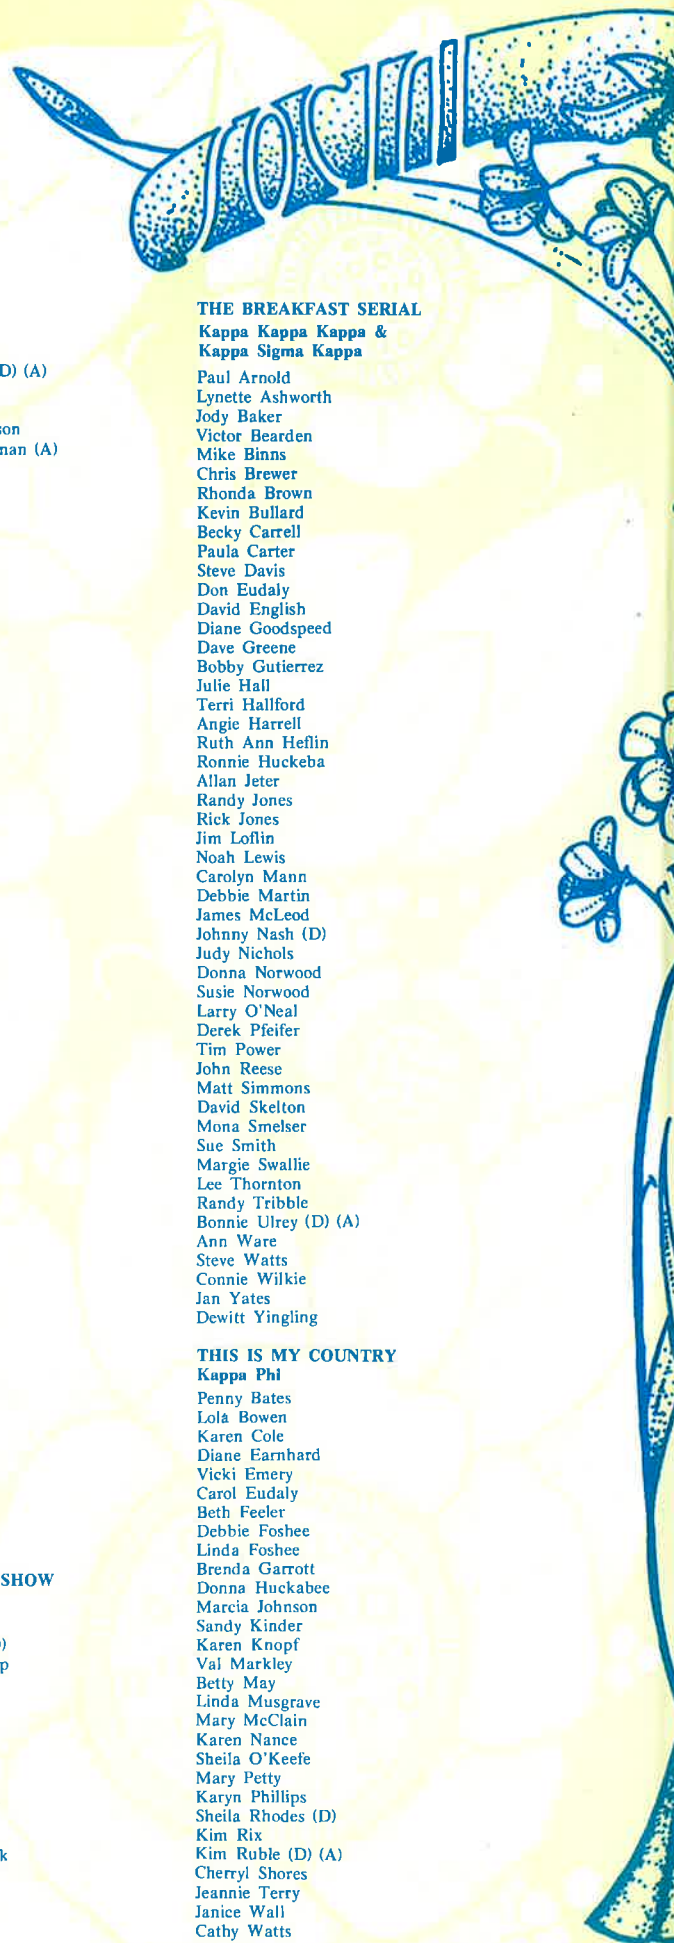 D) (A)
son
nan (A)
SHOW
)
p
k
THE BREAKFAST SERIAL
Kappa Kappa Kappa &
Kappa Sigma Kappa
Paul Arnold
Lynette Ashworth
Jody Baker
Victor Bearden
Mike Binns
Chris Brewer
Rhonda Brown
Kevin Bullard
Becky Carrell
Paula Carter
Steve Davis
Don Eudaly
David English
Diane Goodspeed
Dave Greene
Bobby Gutierrez
Julie Hall
Terri Hallford
Angie Harrell
Ruth Ann Heflin
Ronnie Huckeba
Allan Jeter
Randy Jones
Rick Jones
Jim Loflin
Noah Lewis
Carolyn Mann
Debbie Martin
James McLeod
Johnny Nash (D)
Judy Nichols
Donna Norwood
Susie Norwood
Larry O'Neal
Derek Pfeifer
Tim Power
John Reese
Matt Simmons
David Skelton
Mona Smelser
Sue Smith
Margie Swallie
Lee Thornton
Randy Tribble
Bonnie Ulrey (D) (A)
Ann Ware
Steve Watts
Connie Wilkie
Jan Yates
Dewitt Yingling
THIS IS MY COUNTRY
Kappa Phi
Penny Bates
Lola Bowen
Karen Cole
Diane Earnhard
Vicki Emery
Carol Eudaly
Beth Feeler
Debbie Foshee
Linda Foshee
Brenda Garrott
Donna Huckabee
Marcia Johnson
Sandy Kinder
Karen Knopf
Val Markley
Betty May
Linda Musgrave
Mary McClain
Karen Nance
Sheila O'Keefe
Mary Petty
Karyn Phillips
Sheila Rhodes (D)
Kim Rix
Kim Ruble (D) (A)
Cherryl Shores
Jeannie Terry
Janice Wall
Cathy Watts